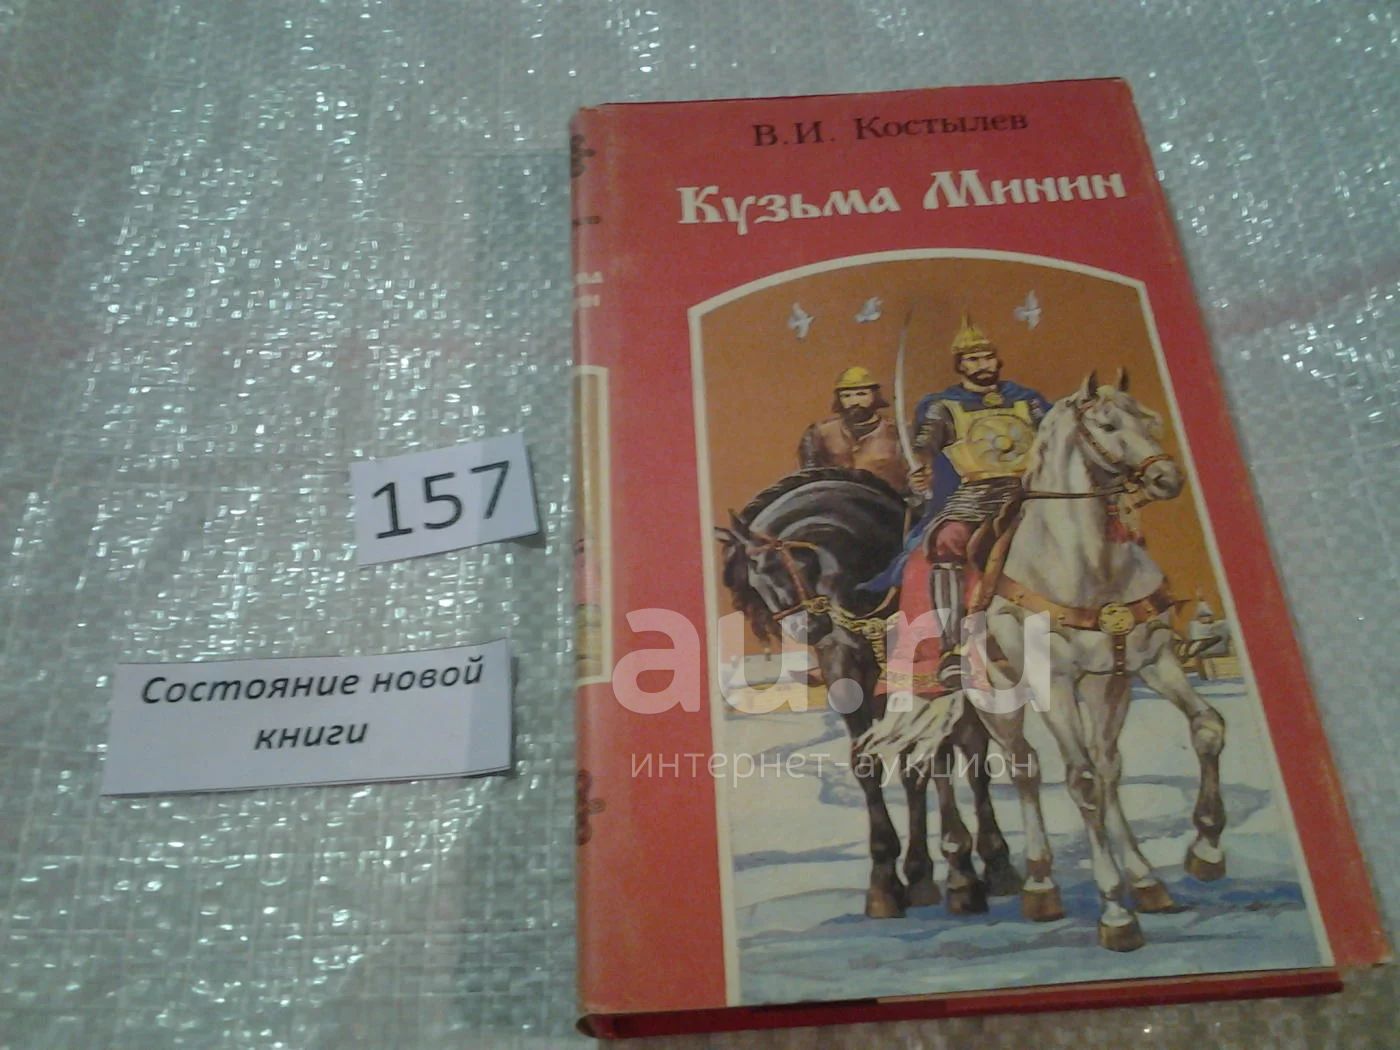 В.И. Костылев
Кузьма Минин
157
Состояние новой
книги
au.ru
интернет-аукцион